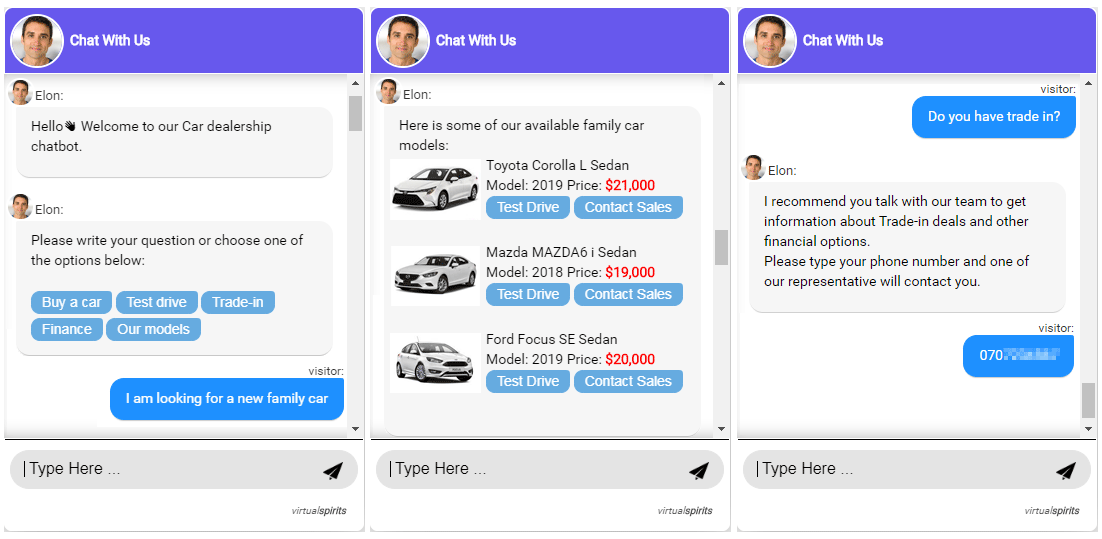 Chat With Us
Elon:
Hello👋 Welcome to our Car dealership
chatbot.
Elon:
Please write your question or choose one of
the options below:
Buy a car Test drive Trade-in
Finance Our models
visitor:
I am looking for a new family car
Type Here ...
virtualspirits
Chat With Us
Elon:
Here is some of our available family car
models:
Toyota Corolla L Sedan
Model: 2019 Price: $21,000
Test Drive Contact Sales
Mazda MAZDA6 i Sedan
Model: 2018 Price: $19,000
Test Drive Contact Sales
Ford Focus SE Sedan
Model: 2019 Price: $20,000
Test Drive Contact Sales
Type Here ...
virtualspirits
Chat With Us
visitor:
Do you have trade in?
Elon:
I recommend you talk with our team to get
information about Trade-in deals and other
financial options.
Please type your phone number and one of
our representative will contact you.
visitor:
070
Type Here ...
virtualspirits